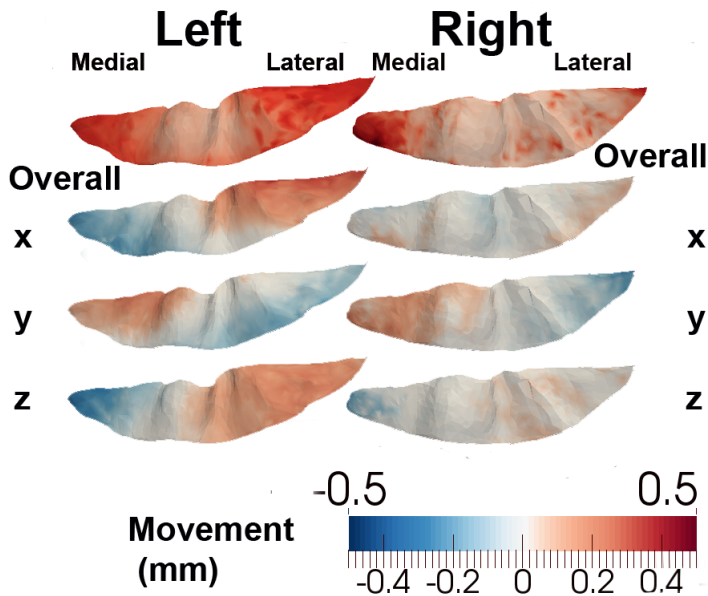 Left Right
Medial Lateral Medial Lateral
Overall Overall
x x
y y
z z
-0.5 0.5
Movement
(mm)
-0.4 -0.2 0 0.2 0.4